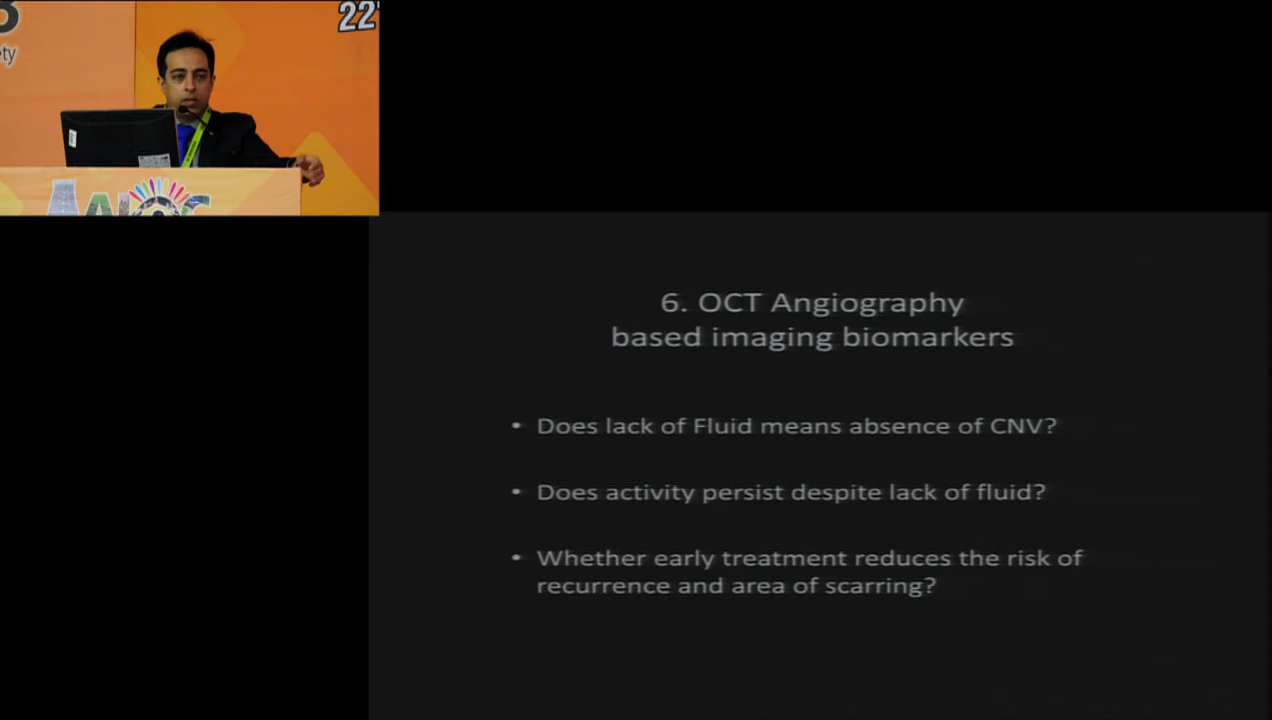 ety
22
6. OCT Angiography
based imaging biomarkers
• Does lack of Fluid means absence of CNV?
• Does activity persist despite lack of fluid?
• Whether early treatment reduces the risk of
recurrence and area of scarring?